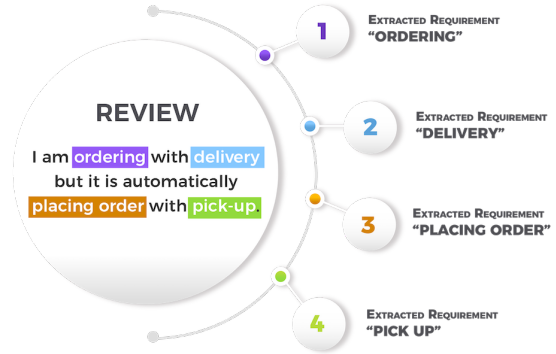 REVIEW
I am ordering with delivery
but it is automatically
placing order with pick-up.
1
EXTRACTED REQUIREMENT
“ORDERING”
2
EXTRACTED REQUIREMENT
“DELIVERY”
3
EXTRACTED REQUIREMENT
“PLACING ORDER”
4
EXTRACTED REQUIREMENT
“PICK UP”